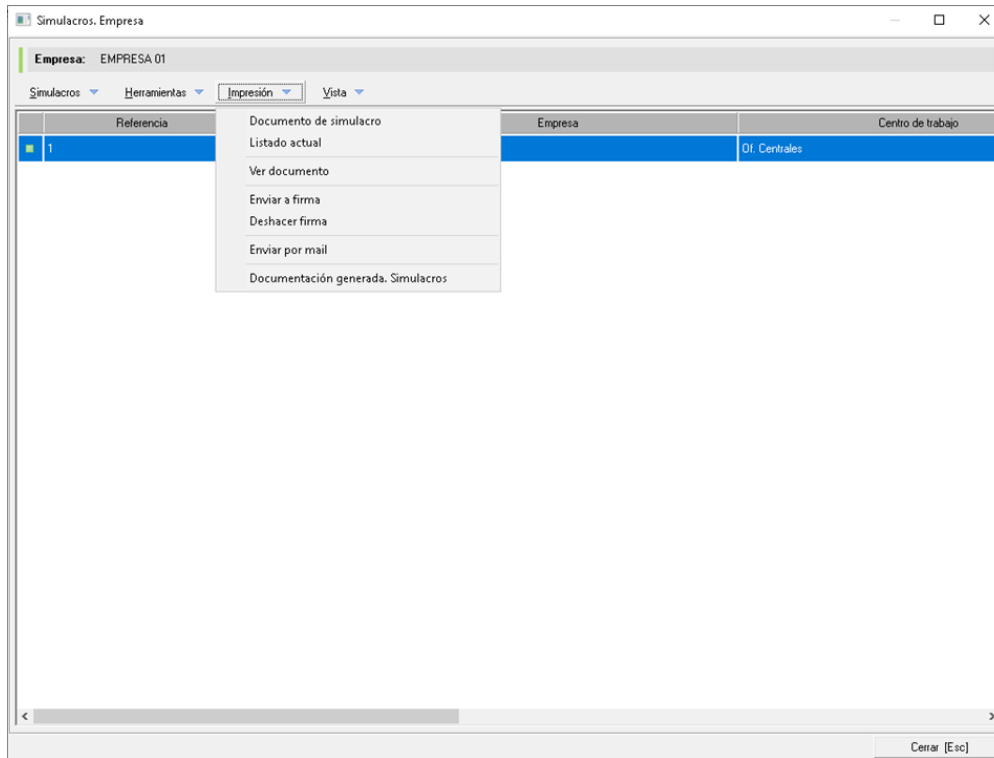 Simulacros. Empresa
Empresa: EMPRESA 01
Simulacros Herramientas Impresión Vista
Referencia Empresa Centro de trabajo
1 Of. Centrales
Documento de simulacro
Listado actual
Ver documento
Enviar a firma
Deshacer firma
Enviar por mail
Documentación generada. Simulacros
Cerrar [Esc]